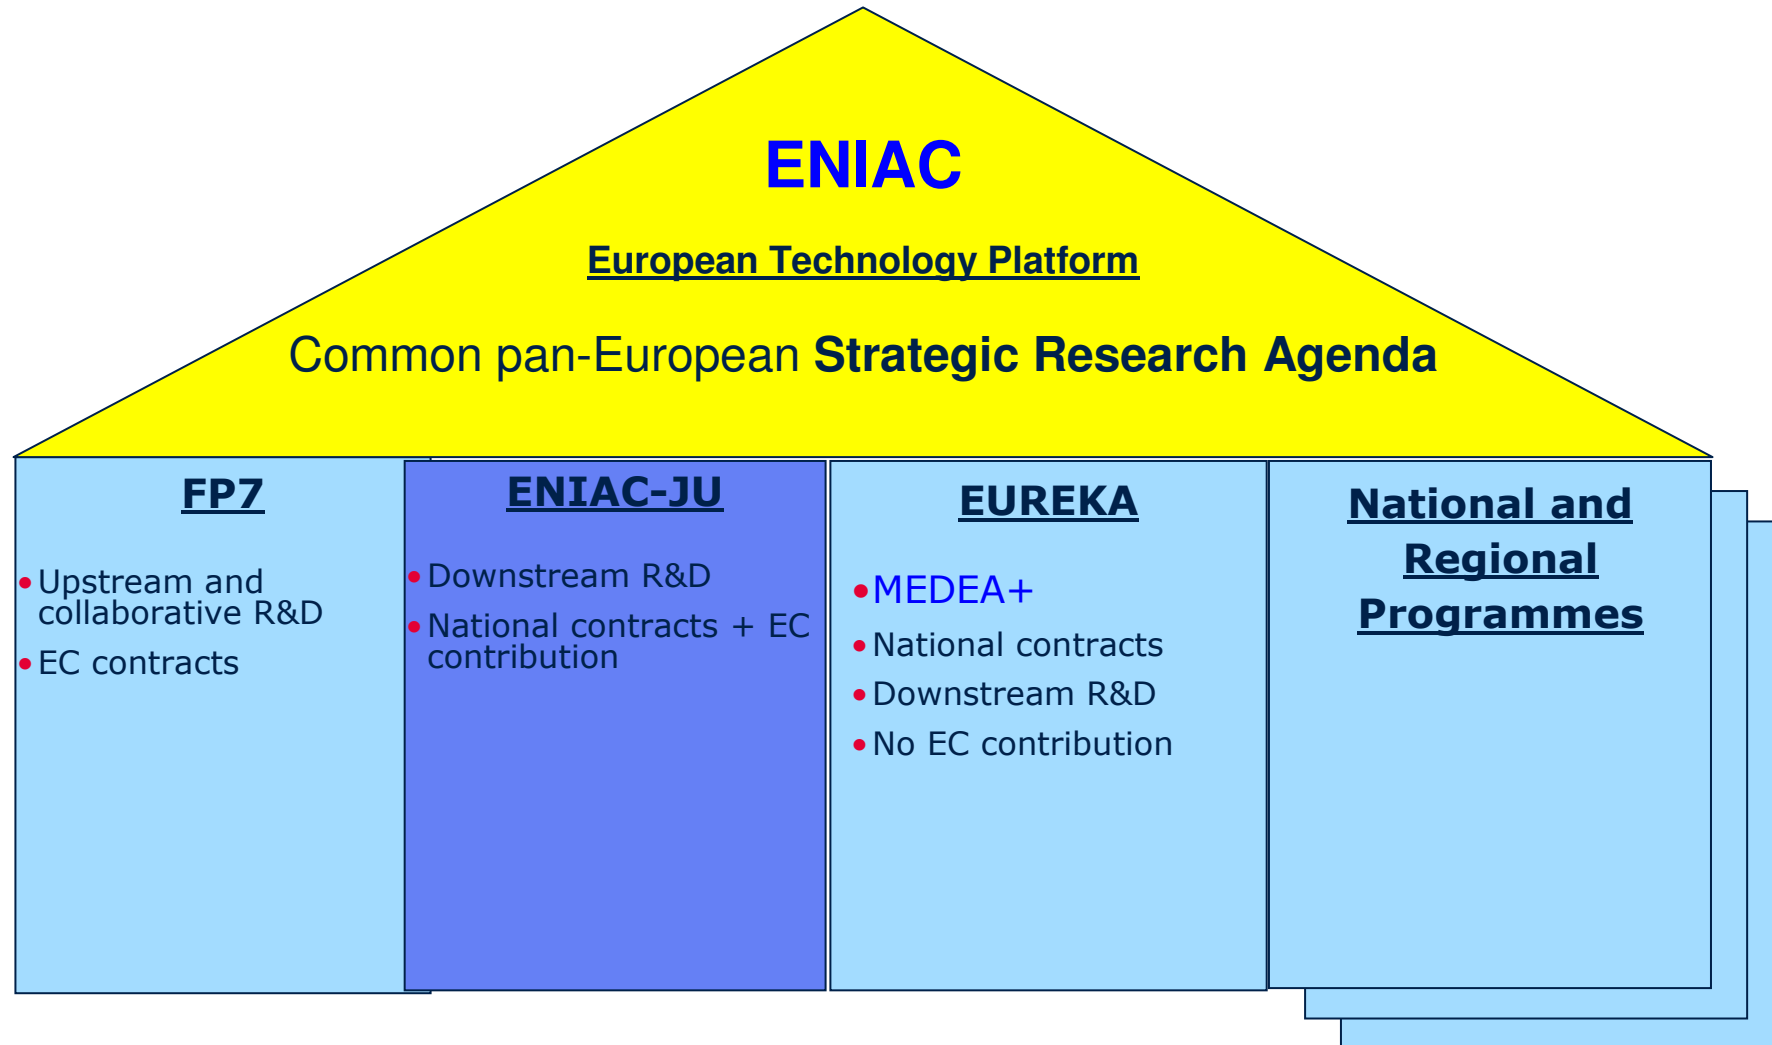 ENIAC
European Technology Platform
Common pan-European Strategic Research Agenda
FP7
• Upstream and
collaborative R&D
• EC contracts
ENIAC-JU
• Downstream R&D
• National contracts + EC
contribution
EUREKA
• MEDEA+
• National contracts
• Downstream R&D
• No EC contribution
National and
Regional
Programmes